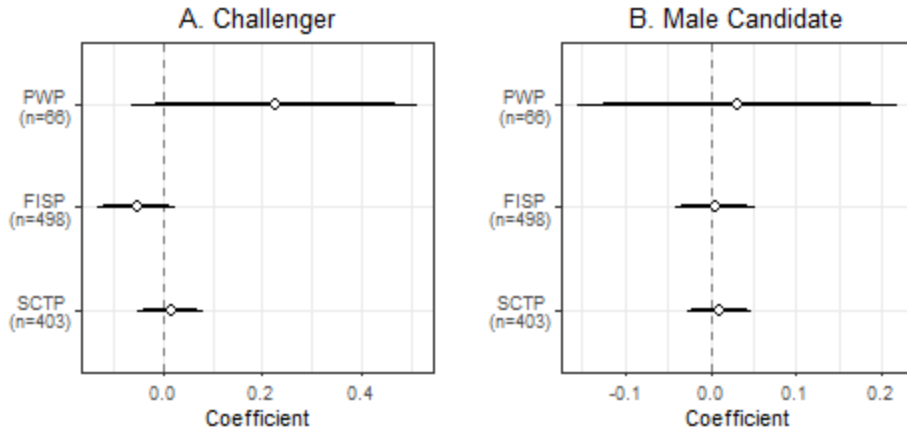 A. Challenger
PWP
(n=66)
FISP
(n=498)
SCTP
(n=403)
0.0 0.2 0.4
Coefficient
B. Male Candidate
PWP
(n=66)
FISP
(n=498)
SCTP
(n=403)
-0.1 0.0 0.1 0.2
Coefficient